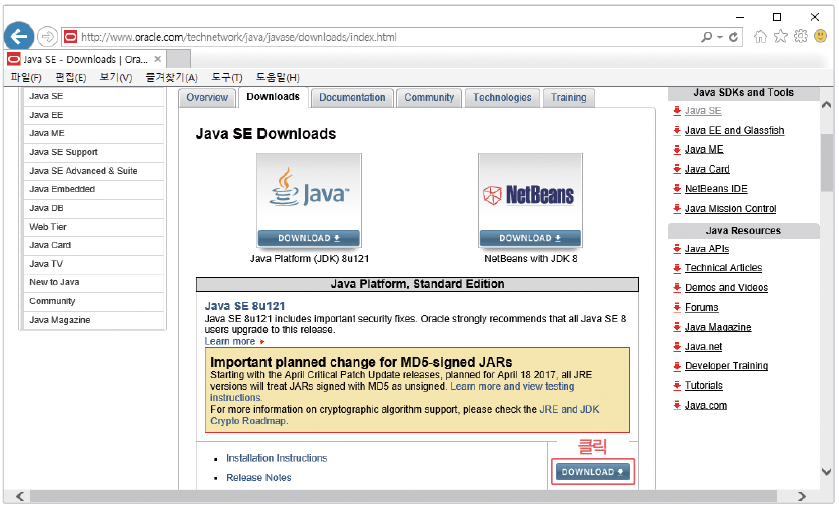 http://www.oracle.com/technetwork/java/javase/downloads/index.html
Java SE - Downloads | Ora...
파일(F) 편집(E) 보기(V) 즐겨찾기(A) 도구(T) 도움말(H)
Java SE
Java EE
Java ME
Java SE Support
Java SE Advanced & Suite
Java Embedded
Java DB
Web Tier
Java Card
Java TV
New to Java
Community
Java Magazine
Overview Downloads Documentation Community Technologies Training
Java SE Downloads
Java™
DOWNLOAD
Java Platform (JDK) 8u121
NetBeans
DOWNLOAD
NetBeans with JDK 8
Java Platform, Standard Edition
Java SE 8u121
Java SE 8u121 includes important security fixes. Oracle strongly recommends that all Java SE 8
users upgrade to this release.
Learn more
Important planned change for MD5-signed JARs
Starting with the April Critical Patch Update releases, planned for April 18 2017, all JRE
versions will treat JARs signed with MD5 as unsigned. Learn more and view testing
instructions.
For more information on cryptographic algorithm support, please check the JRE and JDK
Crypto Roadmap.
Installation Instructions
Release Notes
클릭
DOWNLOAD
Java SDKs and Tools
Java SE
Java EE and Glassfish
Java ME
Java Card
NetBeans IDE
Java Mission Control
Java Resources
Java APIs
Technical Articles
Demos and Videos
Forums
Java Magazine
Java.net
Developer Training
Tutorials
Java.com